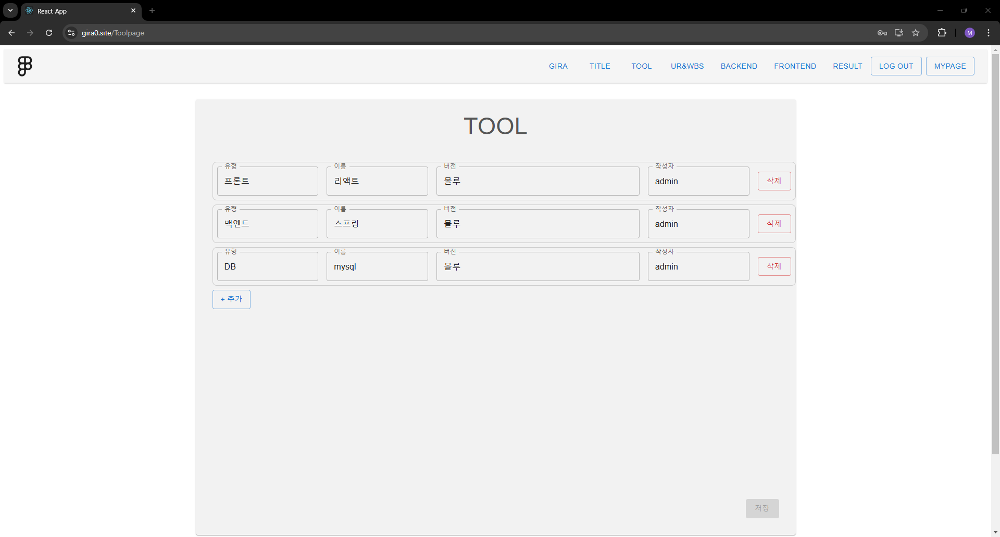 React App
gira0.site/Toolpage
M
GIRA TITLE TOOL UR&WBS BACKEND FRONTEND RESULT LOG OUT MYPAGE
TOOL
유형 이름 버전 작성자
프론트 리액트 몰루 admin 삭제
유형 이름 버전 작성자
백엔드 스프링 몰루 admin 삭제
유형 이름 버전 작성자
DB mysql 몰루 admin 삭제
+ 추가
저장